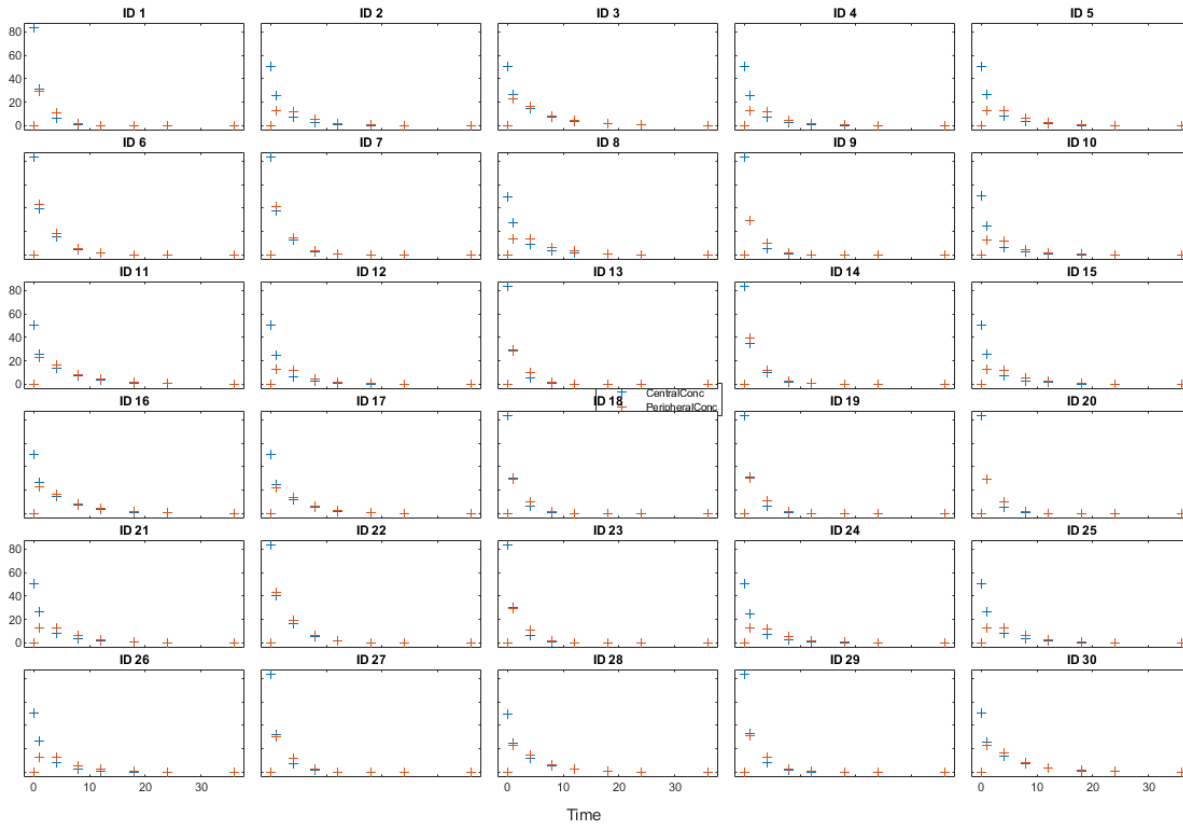 ID 1 ID 2 ID 3 ID 4 ID 5
80
60
40
20
0
ID 6 ID 7 ID 8 ID 9 ID 10
ID 11 ID 12 ID 13 ID 14 ID 15
80
60
40
20
0
CentralConc
PeripheralConc
ID 16 ID 17 ID 18 ID 19 ID 20
ID 21 ID 22 ID 23 ID 24 ID 25
80
60
40
20
0
ID 26 ID 27 ID 28 ID 29 ID 30
0 10 20 30 0 10 20 30 0 10 20 30
Time